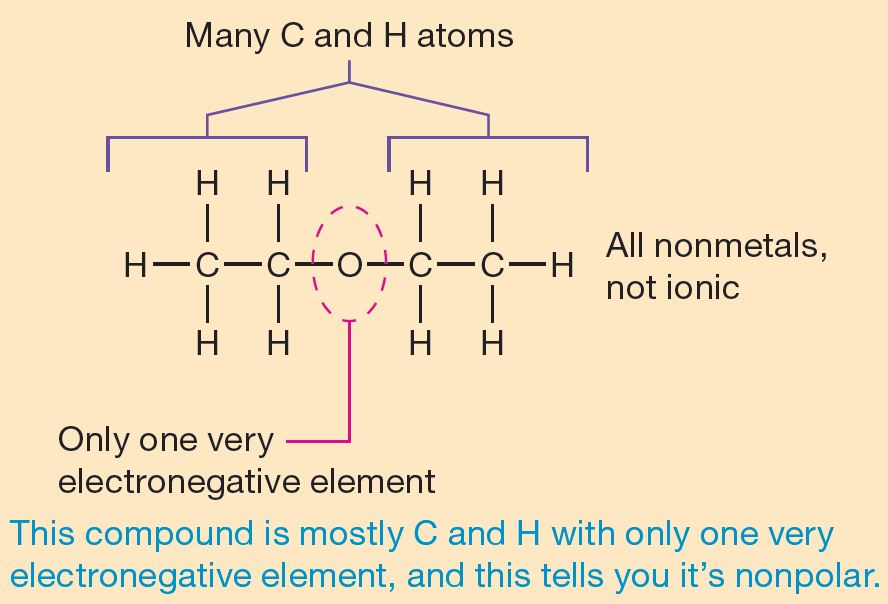 Many C and H atoms
H H H H
H C C O C C H
H H H H
All nonmetals,
not ionic
Only one very
electronegative element
This compound is mostly C and H with only one very
electronegative element, and this tells you it’s nonpolar.